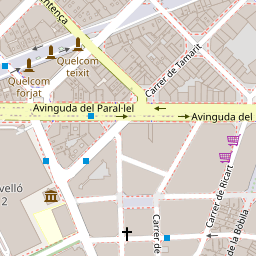 tença
Quelcom
teixit
Quelcom
forjat
Carrer de Tamarit
Avinguda del Paral·lel
Avinguda del
velló
2
Carrer de Ricart
Carrer de
de la Bòbila